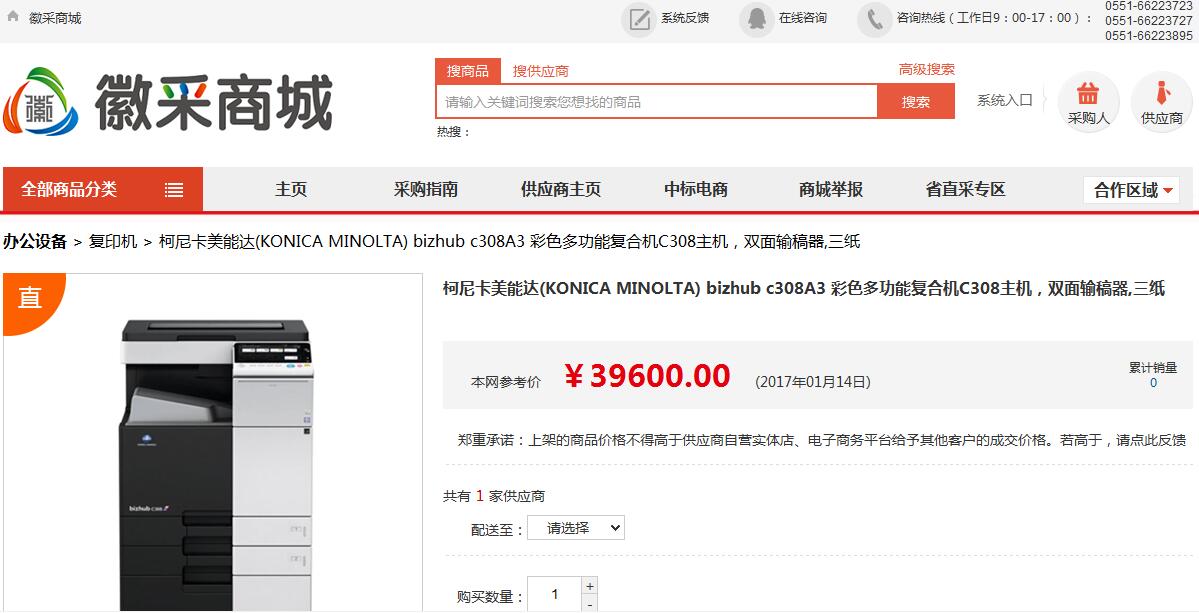 徽采商城
系统反馈
在线咨询
咨询热线（工作日9：00-17：00）：
0551-66223723
0551-66223727
0551-66223895
徽
徽采商城
搜商品
搜供应商
高级搜索
请输入关键词搜索您想找的商品
搜索
热搜：
系统入口
采购人
供应商
全部商品分类
主页
采购指南
供应商主页
中标电商
商城举报
省直采专区
合作区域
办公设备 > 复印机 > 柯尼卡美能达(KONICA MINOLTA) bizhub c308A3 彩色多功能复合机C308主机，双面输稿器,三纸
直
柯尼卡美能达(KONICA MINOLTA) bizhub c308A3 彩色多功能复合机C308主机，双面输稿器,三纸
本网参考价
￥39600.00
(2017年01月14日)
累计销量
0
郑重承诺：上架的商品价格不得高于供应商自营实体店、电子商务平台给予其他客户的成交价格。若高于，请点此反馈
共有 1 家供应商
配送至：
请选择
购买数量：
1
+
-
bizhub